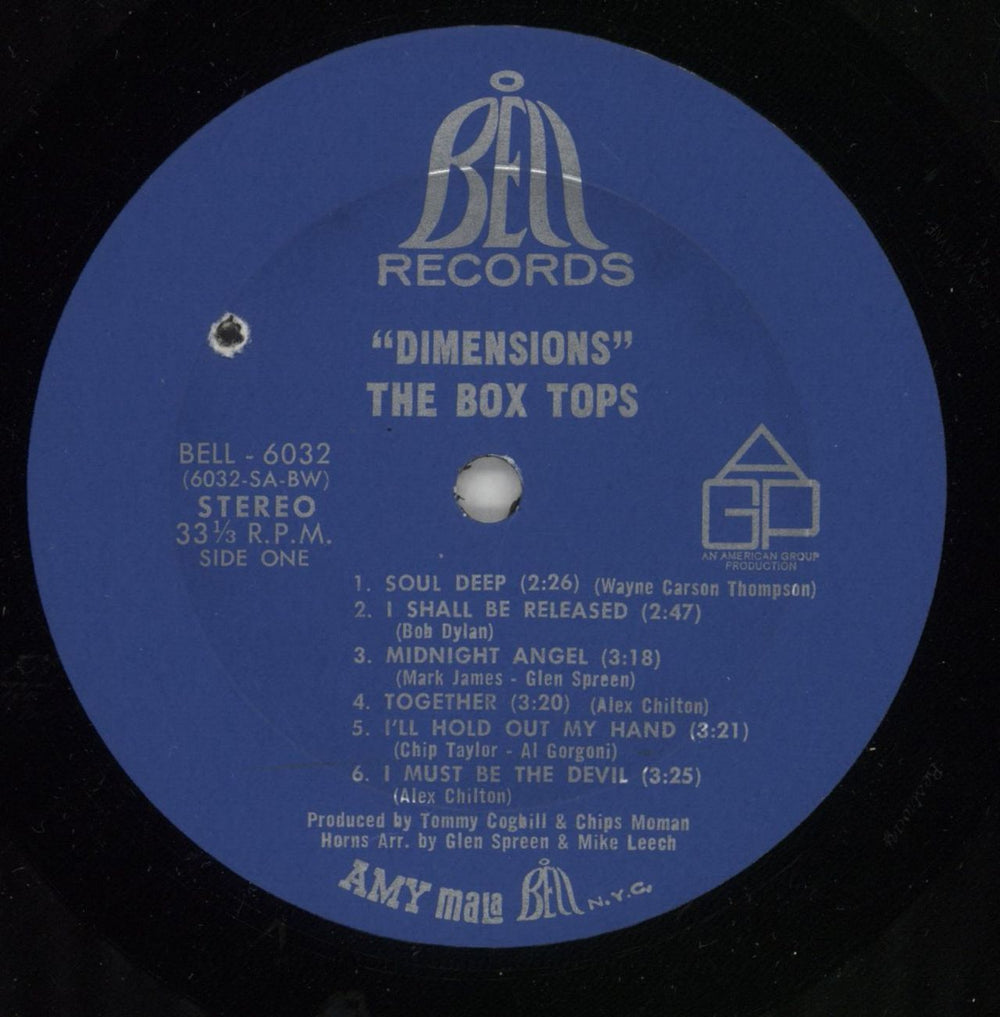 BELL
RECORDS
“DIMENSIONS”
THE BOX TOPS
BELL - 6032
(6032-SA-BW)
STEREO
33⅓ R.P.M.
SIDE ONE
AGP
AN AMERICAN GROUP
PRODUCTION
1. SOUL DEEP (2:26) (Wayne Carson Thompson)
2. I SHALL BE RELEASED (2:47)
(Bob Dylan)
3. MIDNIGHT ANGEL (3:18)
(Mark James - Glen Spreen)
4. TOGETHER (3:20) (Alex Chilton)
5. I'LL HOLD OUT MY HAND (3:21)
(Chip Taylor - Al Gorgoni)
6. I MUST BE THE DEVIL (3:25)
(Alex Chilton)
Produced by Tommy Cogbill & Chips Moman
Horns Arr. by Glen Spreen & Mike Leech
AMY mala BELL N.Y.C.